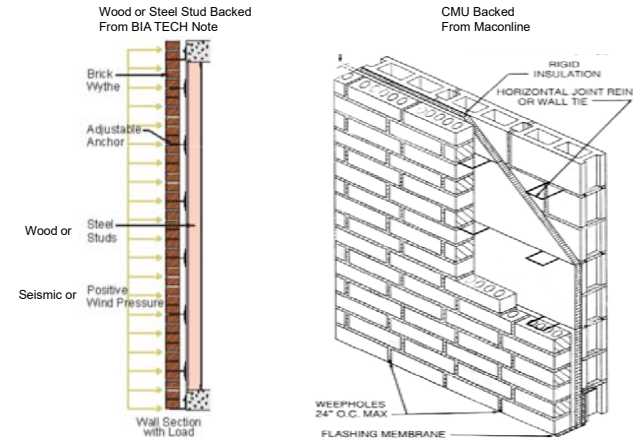 Wood or Steel Stud Backed
From BIA TECH Note
Brick
Wythe
Adjustable
Anchor
Wood or
Steel
Studs
Seismic or
Positive
Wind Pressure
Wall Section
with Load
CMU Backed
From Maconline
RIGID
INSULATION
HORIZONTAL JOINT REIN
OR WALL TIE
WEEPHOLES
24" O.C. MAX
FLASHING MEMBRANE